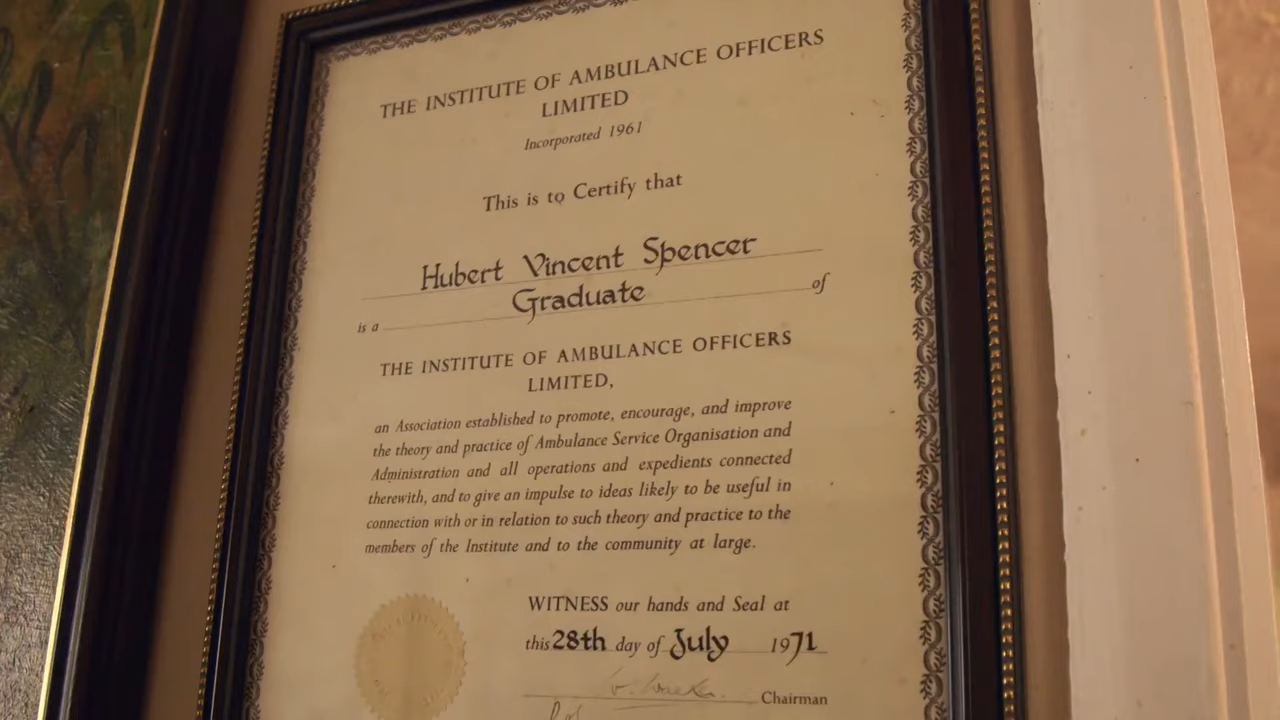 THE INSTITUTE OF AMBULANCE OFFICERS
LIMITED
Incorporated 1961
This is to Certify that
Hubert Vincent Spencer
is a Graduate of
THE INSTITUTE OF AMBULANCE OFFICERS
LIMITED,
an Association established to promote, encourage, and improve
the theory and practice of Ambulance Service Organisation and
Administration and all operations and expedients connected
therewith, and to give an impulse to ideas likely to be useful in
connection with or in relation to such theory and practice to the
members of the Institute and to the community at large.
WITNESS our hands and Seal at
this 28th day of July 1971
Chairman